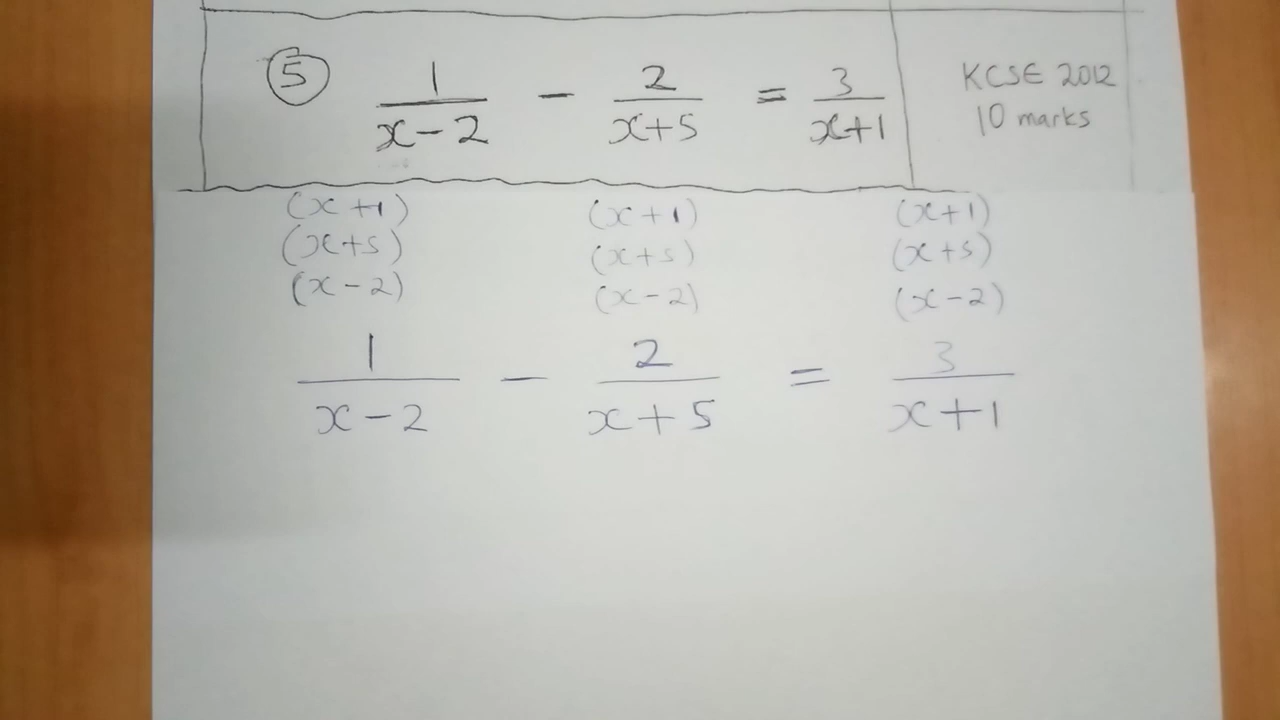 ⑤ 1/(x-2) - 2/(x+5) = 3/(x+1)
KCSE 2012
10 marks
(x+1) (x+1) (x+1)
(x+5) (x+5) (x+5)
(x-2) (x-2) (x-2)
1/(x-2) - 2/(x+5) = 3/(x+1)